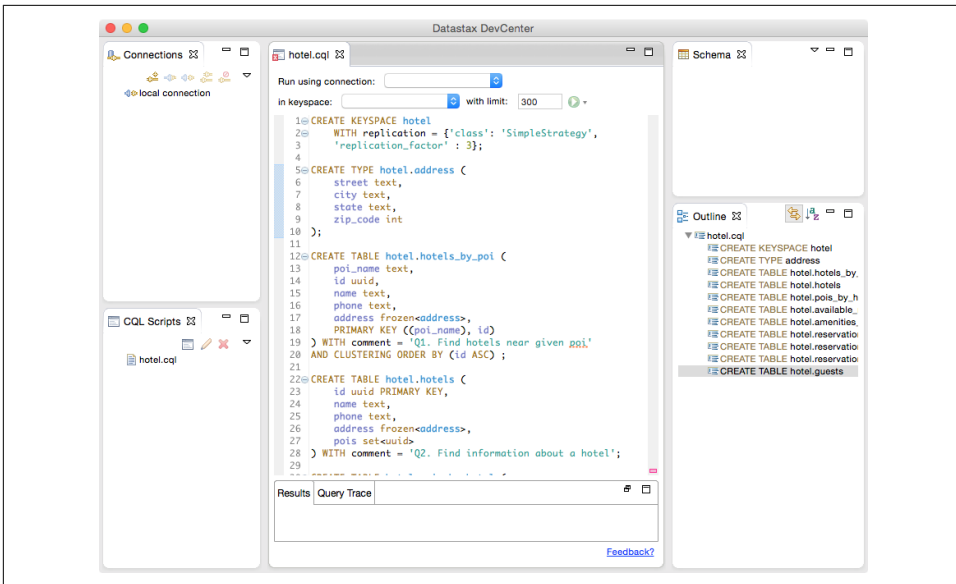 Datastax DevCenter
Connections
local connection
CQL Scripts
hotel.cql
hotel.cql
Run using connection:
in keyspace:
with limit: 300
1 CREATE KEYSPACE hotel
2 WITH replication = {'class': 'SimpleStrategy',
3 'replication_factor' : 3};
4
5 CREATE TYPE hotel.address (
6 street text,
7 city text,
8 state text,
9 zip_code int
10 );
11
12 CREATE TABLE hotel.hotels_by_poi (
13 poi_name text,
14 id uuid,
15 name text,
16 phone text,
17 address frozen<address>,
18 PRIMARY KEY ((poi_name), id)
19 ) WITH comment = 'Q1. Find hotels near given poi'
20 AND CLUSTERING ORDER BY (id ASC) ;
21
22 CREATE TABLE hotel.hotels (
23 id uuid PRIMARY KEY,
24 name text,
25 phone text,
26 address frozen<address>,
27 pois set<uuid>
28 ) WITH comment = 'Q2. Find information about a hotel';
29
Results Query Trace
Feedback?
Schema
Outline
hotel.cql
CREATE KEYSPACE hotel
CREATE TYPE address
CREATE TABLE hotel.hotels_by_
CREATE TABLE hotel.hotels
CREATE TABLE hotel.pois_by_h
CREATE TABLE hotel.available_
CREATE TABLE hotel.amenities_
CREATE TABLE hotel.reservatio
CREATE TABLE hotel.reservatio
CREATE TABLE hotel.reservatio
CREATE TABLE hotel.guests